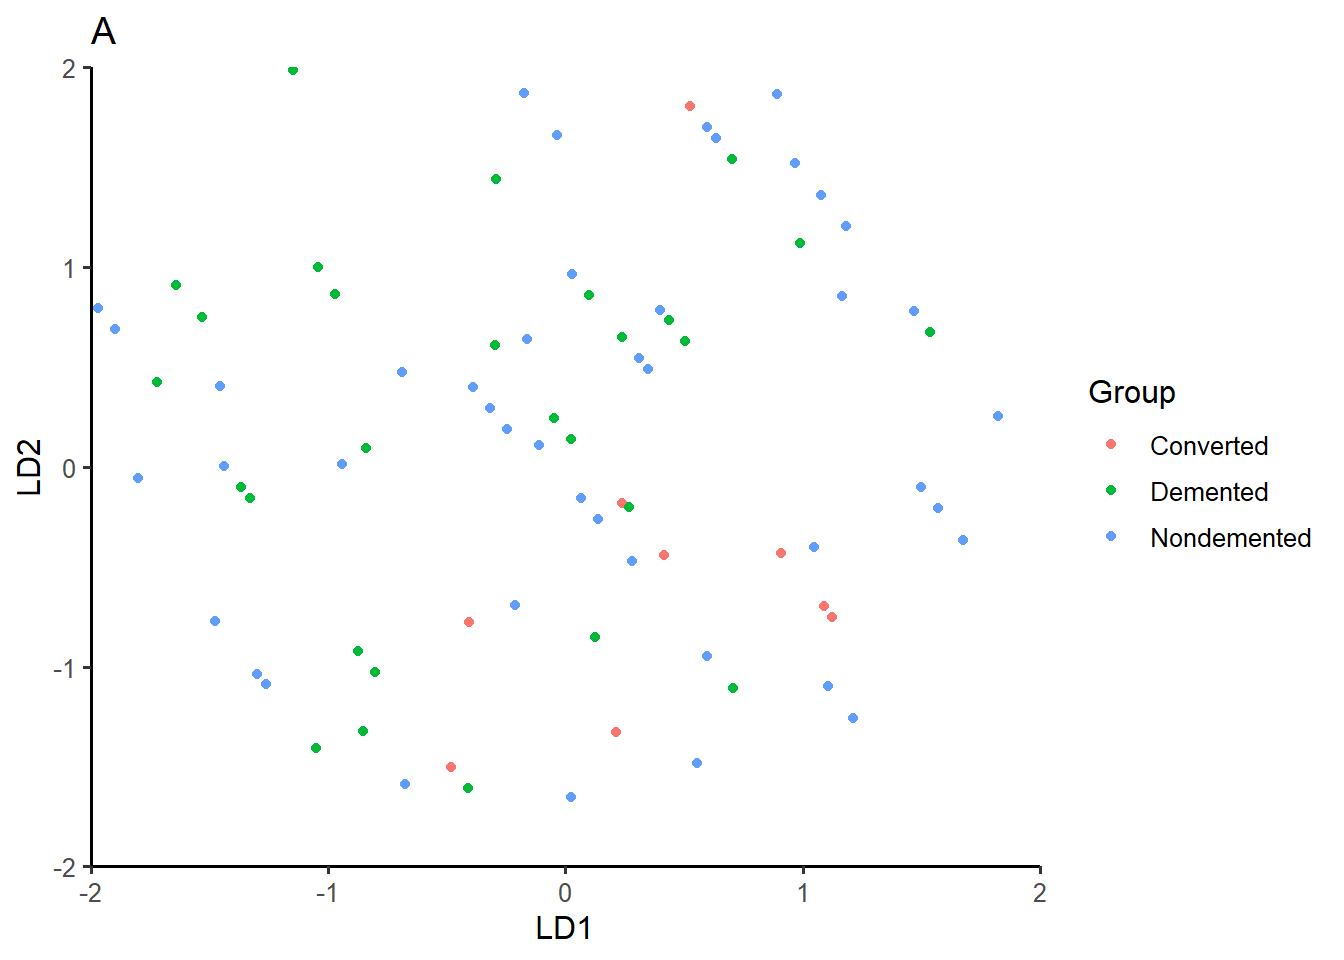 A
2
1
0
-1
-2
LD2
-2 -1 0 1 2
LD1
Group
Converted
Demented
Nondemented